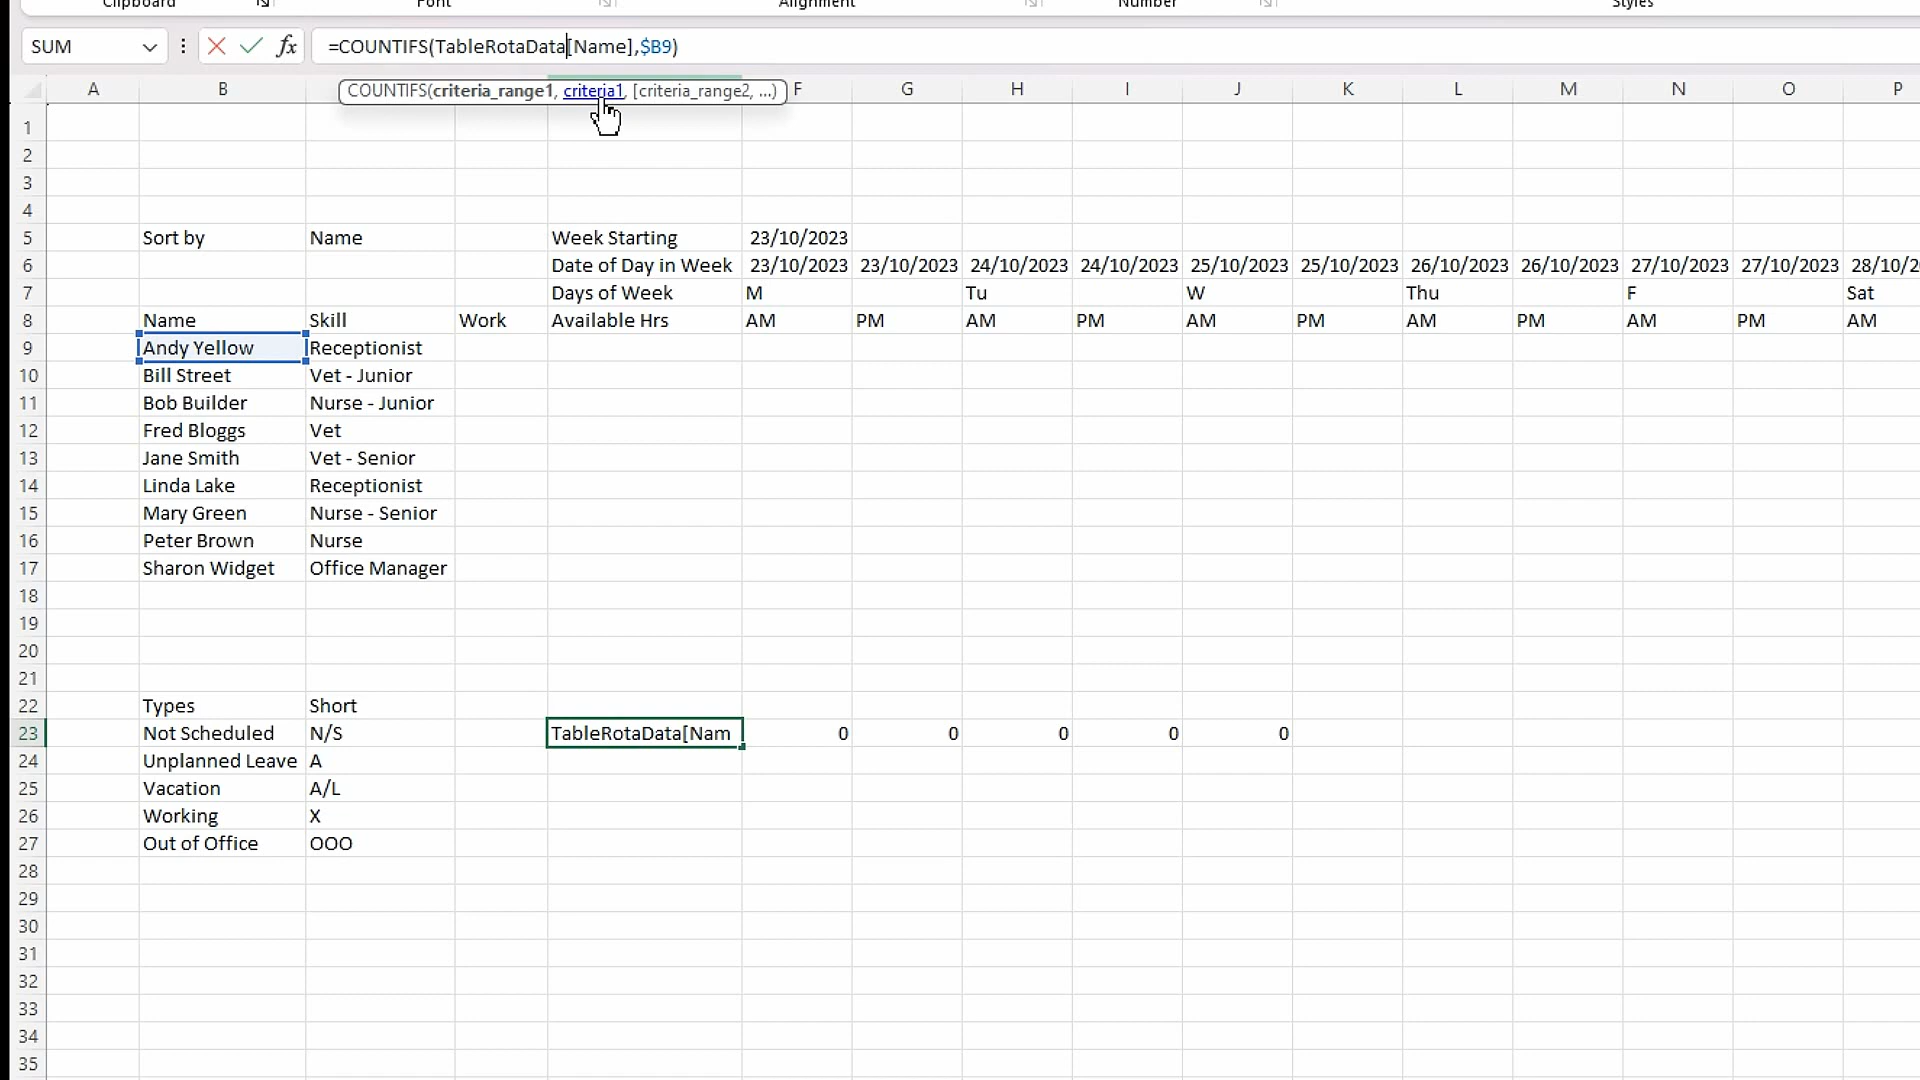 Clipboard Font Alignment Number Styles
SUM fx =COUNTIFS(TableRotaData[Name],$B9)
COUNTIFS(criteria_range1, criteria1, [criteria_range2, ...)
A B F G H I J K L M N O P
1
2
3
4
5 Sort by Name Week Starting 23/10/2023
6 Date of Day in Week 23/10/2023 23/10/2023 24/10/2023 24/10/2023 25/10/2023 25/10/2023 26/10/2023 26/10/2023 27/10/2023 27/10/2023 28/10/2
7 Days of Week M Tu W Thu F Sat
8 Name Skill Work Available Hrs AM PM AM PM AM PM AM PM AM PM AM
9 Andy Yellow Receptionist
10 Bill Street Vet - Junior
11 Bob Builder Nurse - Junior
12 Fred Bloggs Vet
13 Jane Smith Vet - Senior
14 Linda Lake Receptionist
15 Mary Green Nurse - Senior
16 Peter Brown Nurse
17 Sharon Widget Office Manager
18
19
20
21
22 Types Short
23 Not Scheduled N/S TableRotaData[Nam 0 0 0 0 0
24 Unplanned Leave A
25 Vacation A/L
26 Working X
27 Out of Office OOO
28
29
30
31
32
33
34
35